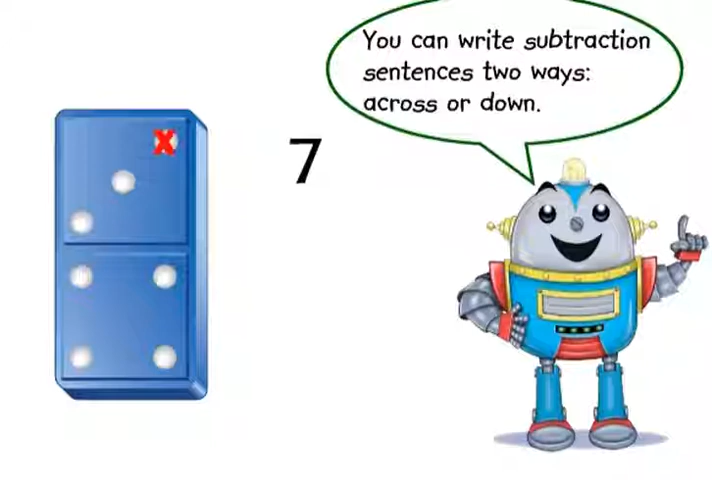 You can write subtraction
sentences two ways:
across or down.
7